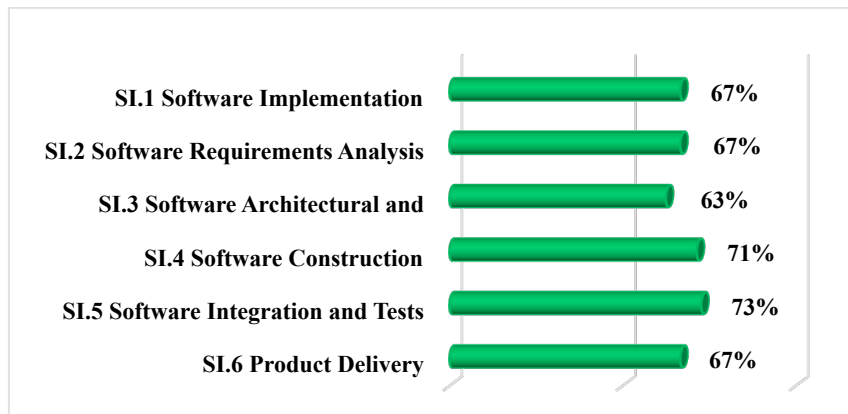 SI.1 Software Implementation 67%
SI.2 Software Requirements Analysis 67%
SI.3 Software Architectural and 63%
SI.4 Software Construction 71%
SI.5 Software Integration and Tests 73%
SI.6 Product Delivery 67%